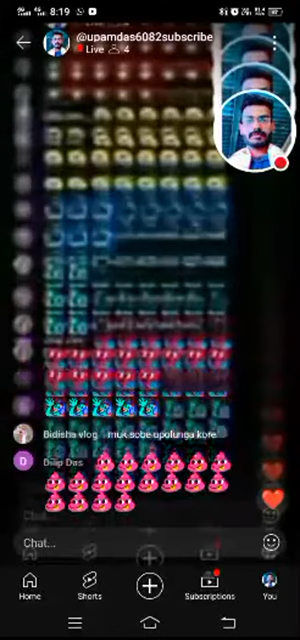 8:19
@upamdas6082subscribe
Live 4
Bidisha vlog muk sobe upolunga kore
D Dilip Das
Chat...
Home Shorts Subscriptions You